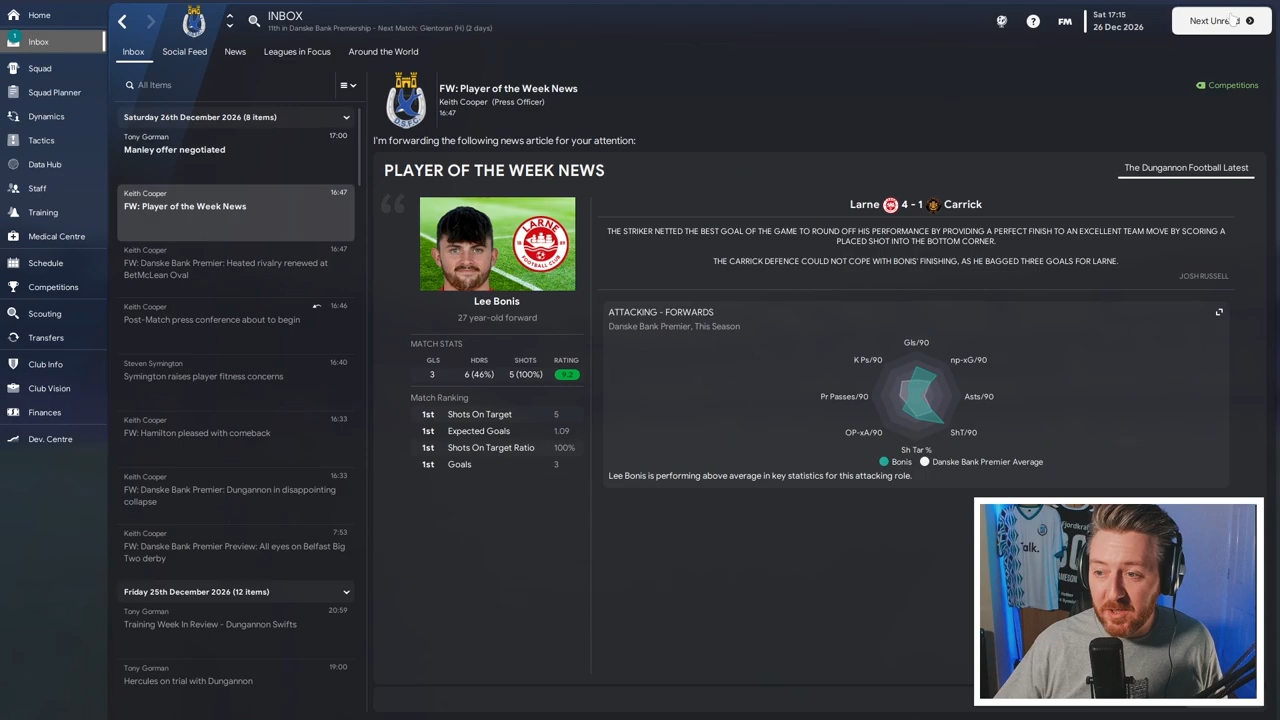 Home
Inbox
1
Squad
Squad Planner
Dynamics
Tactics
Data Hub
Staff
Training
Medical Centre
Schedule
Competitions
Scouting
Transfers
Club Info
Club Vision
Finances
Dev. Centre
INBOX
11th in Danske Bank Premiership - Next Match: Glentoran (H) (2 days)
FM
Sat 17:15
26 Dec 2026
Inbox
Social Feed
News
Leagues in Focus
Around the World
All Items
Saturday 26th December 2026 (8 items)
Tony Gorman
17:00
Manley offer negotiated
Keith Cooper
16:47
FW: Player of the Week News
Keith Cooper
16:47
FW: Danske Bank Premier: Heated rivalry renewed at
BetMcLean Oval
Keith Cooper
16:46
Post-Match press conference about to begin
Steven Symington
16:40
Symington raises player fitness concerns
Keith Cooper
16:33
FW: Hamilton pleased with comeback
Keith Cooper
16:33
FW: Danske Bank Premier: Dungannon in disappointing
collapse
Keith Cooper
7:53
FW: Danske Bank Premier Preview: All eyes on Belfast Big
Two derby
Friday 25th December 2026 (12 items)
Tony Gorman
20:59
Training Week In Review - Dungannon Swifts
Tony Gorman
19:00
Hercules on trial with Dungannon
FW: Player of the Week News
Keith Cooper (Press Officer)
16:47
Competitions
I'm forwarding the following news article for your attention:
PLAYER OF THE WEEK NEWS
The Dungannon Football Latest
LARNE
FOOTBALL CLUB
Lee Bonis
27 year-old forward
MATCH STATS
GLS HDRS SHOTS RATING
3 6 (46%) 5 (100%) 9.2
Match Ranking
1st Shots On Target 5
1st Expected Goals 1.09
1st Shots On Target Ratio 100%
1st Goals 3
Larne 4 - 1 Carrick
THE STRIKER NETTED THE BEST GOAL OF THE GAME TO ROUND OFF HIS PERFORMANCE BY PROVIDING A PERFECT FINISH TO AN EXCELLENT TEAM MOVE BY SCORING A
PLACED SHOT INTO THE BOTTOM CORNER.
THE CARRICK DEFENCE COULD NOT COPE WITH BONIS' FINISHING, AS HE BAGGED THREE GOALS FOR LARNE.
JOSH RUSSELL
ATTACKING - FORWARDS
Danske Bank Premier, This Season
Gls/90
K Ps/90
np-xG/90
Pr Passes/90
Asts/90
OP-xA/90
ShT/90
Sh Tar %
Bonis
Danske Bank Premier Average
Lee Bonis is performing above average in key statistics for this attacking role.
Talk.